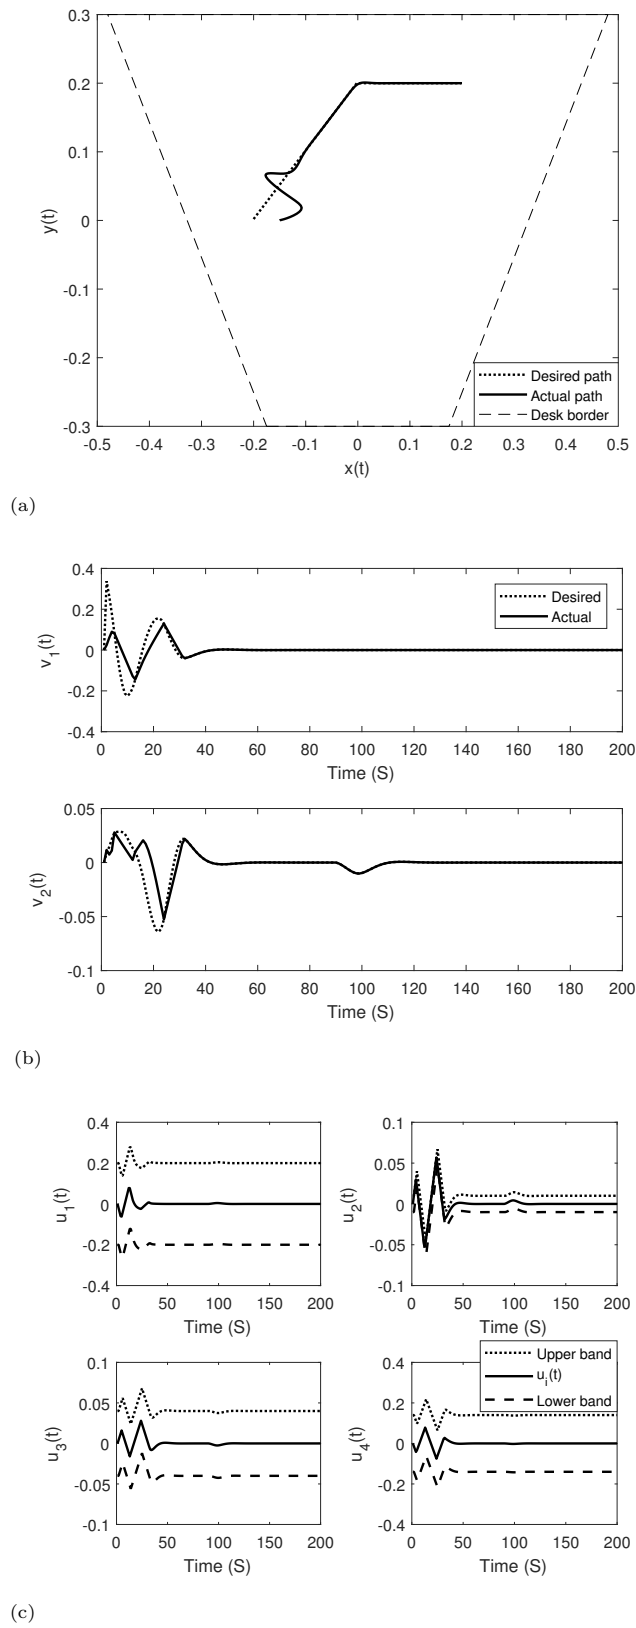 0.3
0.2
0.1
0
-0.1
-0.2
-0.3
y(t)
-0.5 -0.4 -0.3 -0.2 -0.1 0 0.1 0.2 0.3 0.4 0.5
x(t)
Desired path
Actual path
Desk border
(a)
0.4
0.2
0
-0.2
-0.4
v1(t)
Desired
Actual
0 20 40 60 80 100 120 140 160 180 200
Time (S)
0.05
0
-0.05
-0.1
v2(t)
0 20 40 60 80 100 120 140 160 180 200
Time (S)
(b)
0.4
0.2
0
-0.2
-0.4
u1(t)
0 50 100 150 200
Time (S)
0.1
0.05
0
-0.05
-0.1
u2(t)
0 50 100 150 200
Time (S)
0.1
0.05
0
-0.05
-0.1
u3(t)
0 50 100 150 200
Time (S)
Upper band
ui(t)
Lower band
0.4
0.2
0
-0.2
-0.4
u4(t)
0 50 100 150 200
Time (S)
(c)